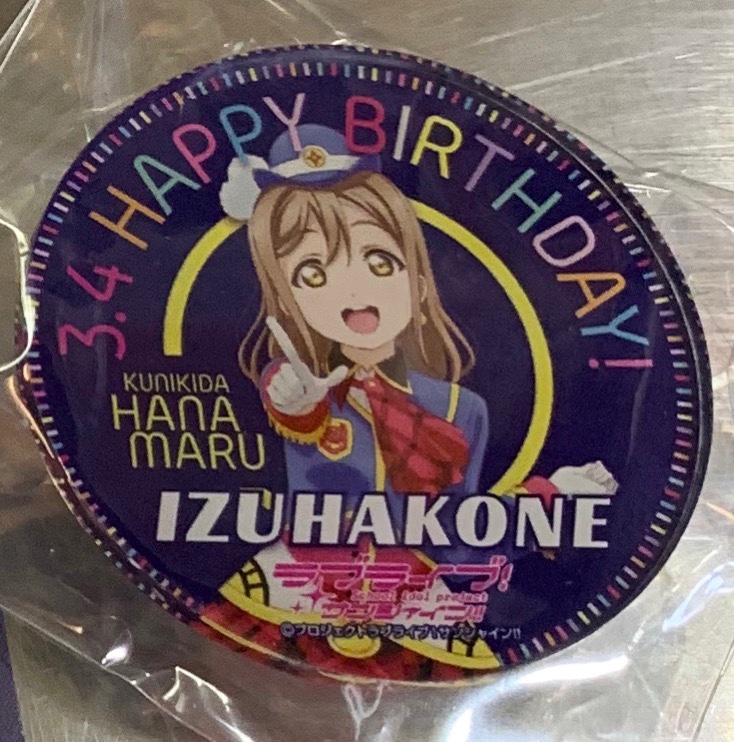 3.4 HAPPY BIRTHDAY!
KUNIKIDA
HANA
MARU
IZUHAKONE
ラブライブ!
School idol project
サンシャイン!!
©プロジェクトラブライブ!サンシャイン!!